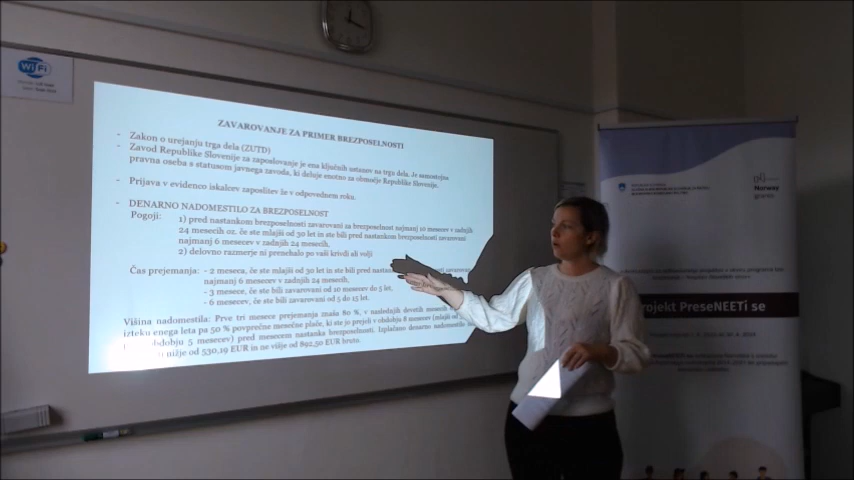 WiFi
ZAVAROVANJE ZA PRIMER BREZPOSELNOSTI
- Zakon o urejanju trga dela (ZUTD)
- Zavod Republike Slovenije za zaposlovanje je ena ključnih ustanov na trgu dela. Je samostojna
pravna oseba s statusom javnega zavoda, ki deluje enotno za območje Republike Slovenije.
- Prijava v evidenco iskalcev zaposlitev že v odpovednem roku.
- DENARNO NADOMESTILO ZA BREZPOSELNOST
Pogoji: 1) pred nastankom brezposelnosti zavarovani za brezposelnost najmanj 10 mesecev v zadnjih
24 mesecih oz. če ste mlajši od 30 let in ste bili pred nastankom brezposelnosti zavarovani
najmanj 6 mesecev v zadnjih 24 mesecih.
2) delovno razmerje ni prenehalo po vaši krivdi ali volji
Čas prejemanja: - 2 meseca, če ste mlajši od 30 let in ste bili pred
najmanj 6 mesecev v zadnjih 24 mesecih,
- 3 mesece, če ste bili zavarovani od 10 mesecev do 5 let,
- 6 mesecev, če ste bili zavarovani od 5 do 15 let.
Višina nadomestila: Prve tri mesece prejemanja znaša 80 %, v naslednjih devetih mesecih
izteku enega leta pa 50 % povprečne mesečne plače, ki ste jo prejeli v obdobju 8 mesecev (mlajši od 30
obdobju 5 mesecev) pred mesecem nastanka brezposelnosti. Izplačano denarno nadomestilo
nižje od 530,19 EUR in ne višje od 892,50 EUR bruto.
Norway
grants
rojekt PreseNEETi se